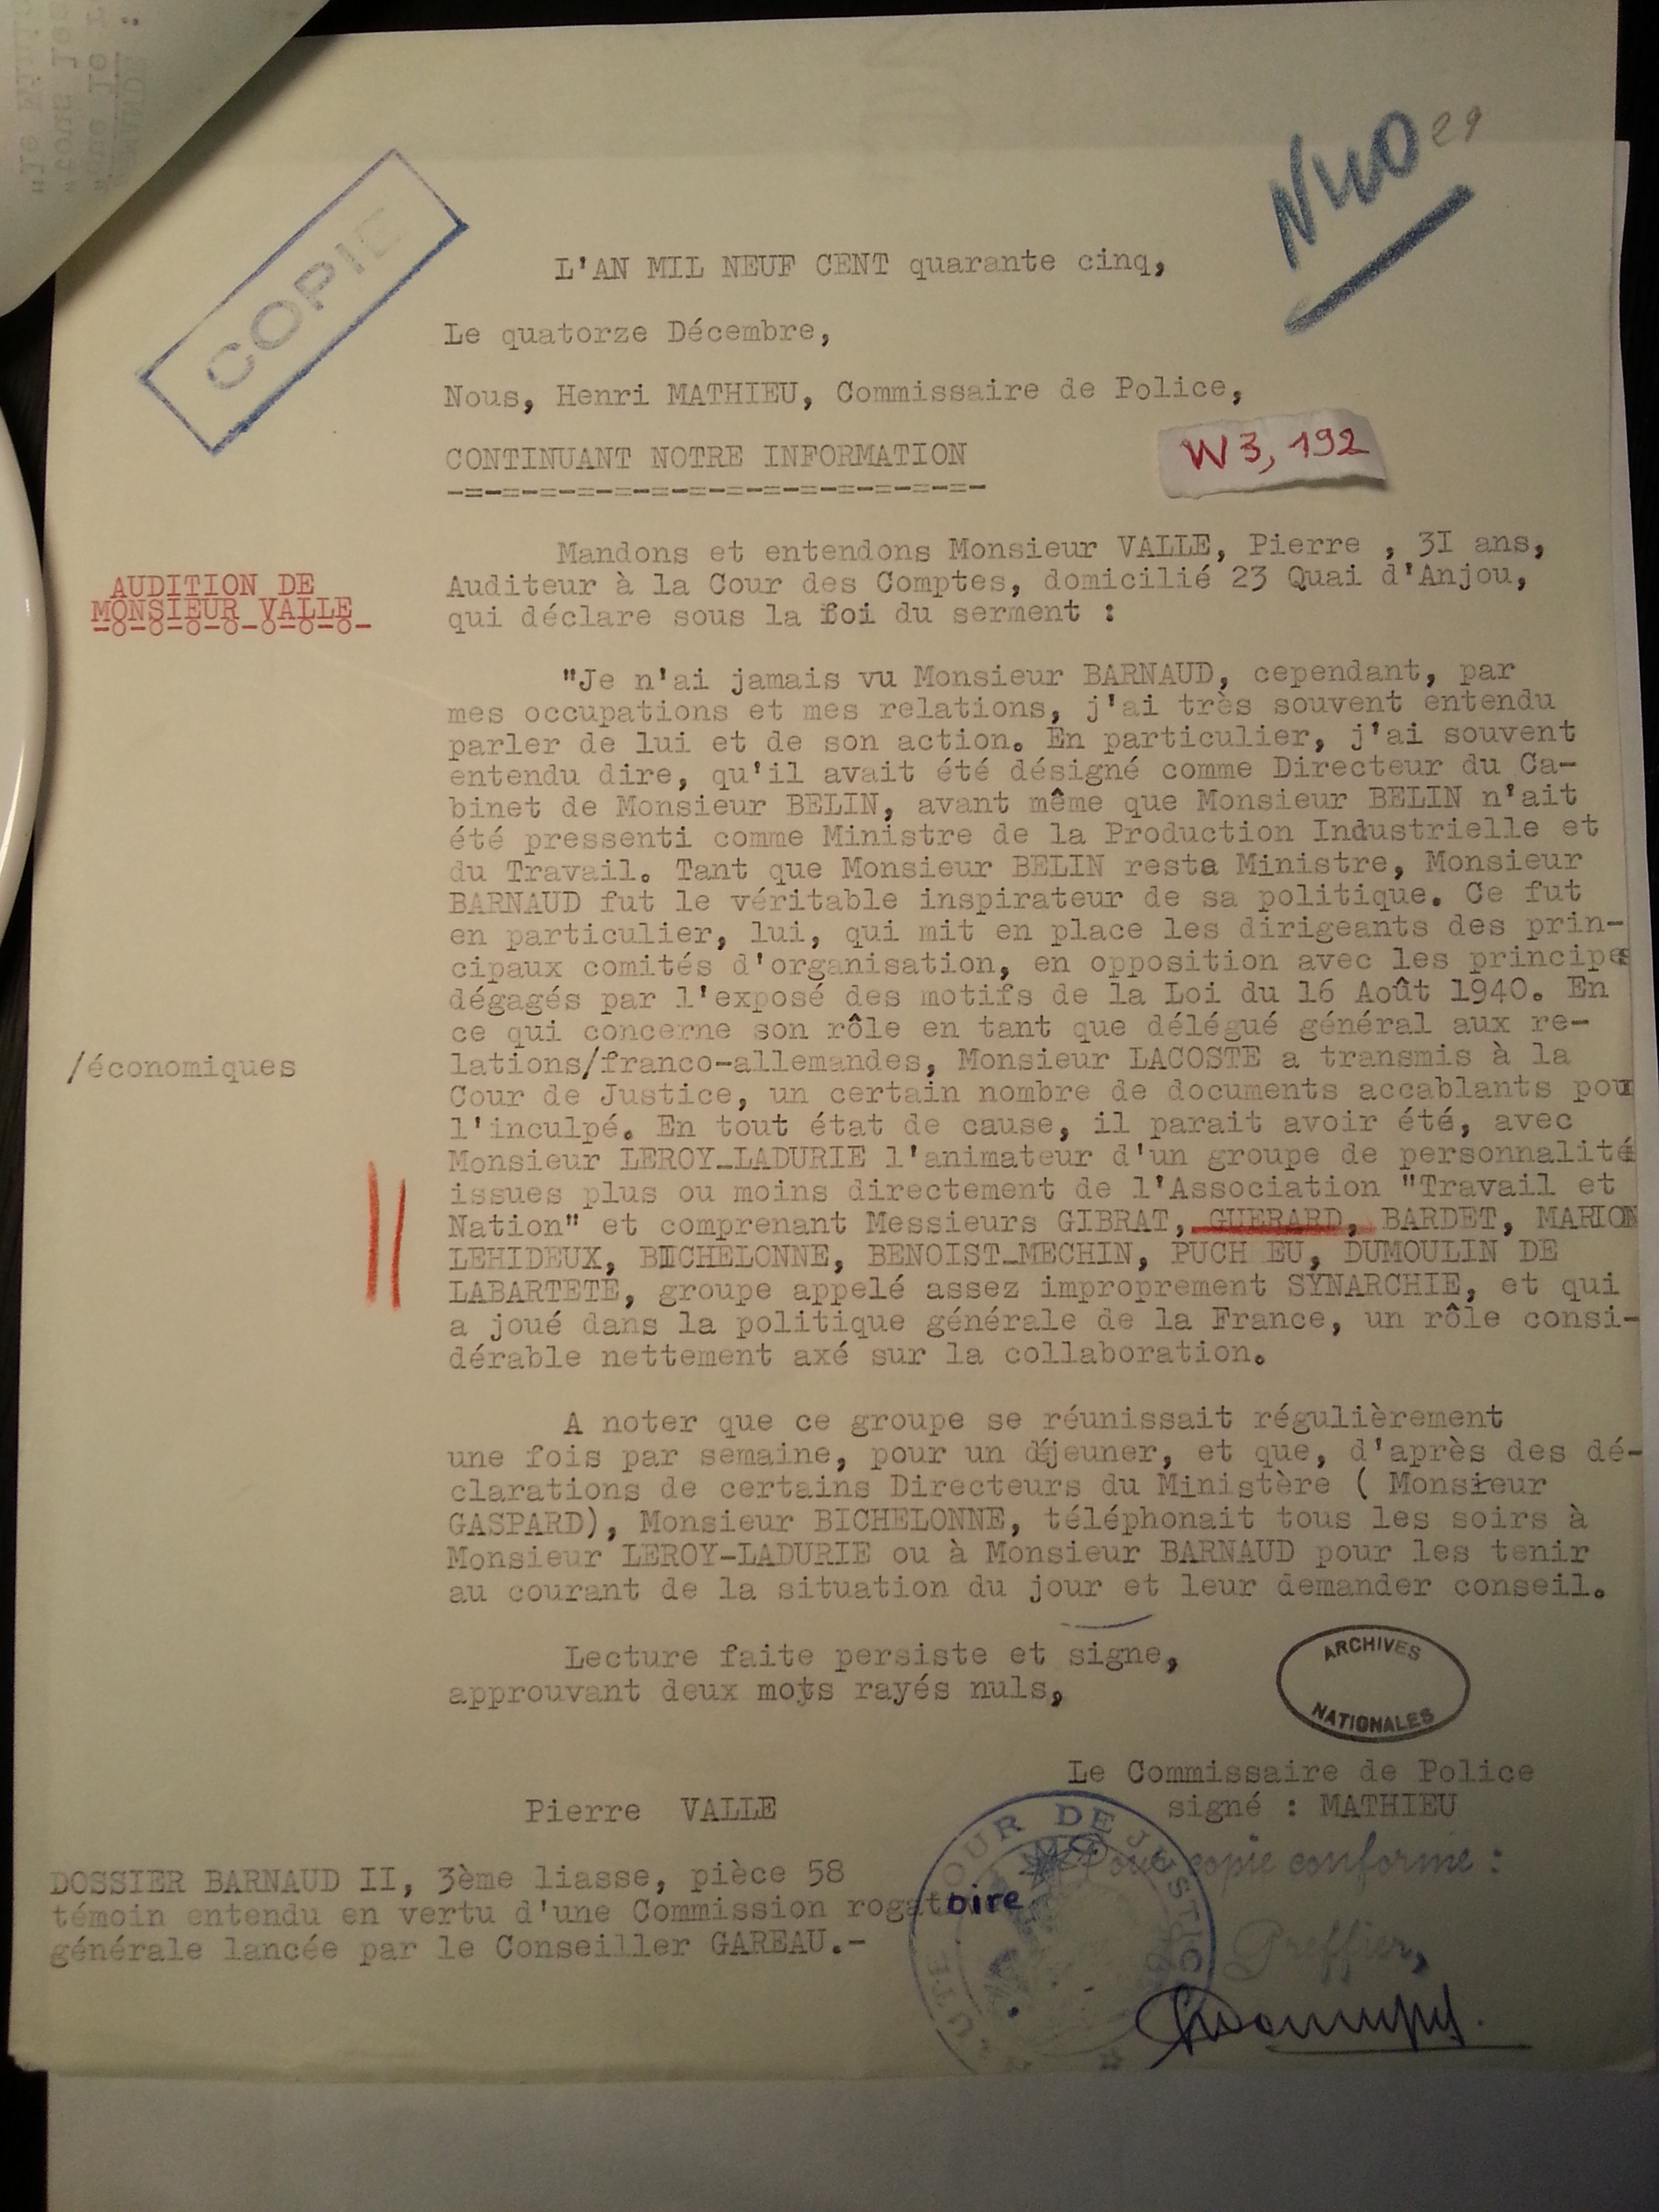 COPIE
N40 29
L'AN MIL NEUF CENT quarante cinq,
Le quatorze Décembre,
Nous, Henri MATHIEU, Commissaire de Police,
CONTINUANT NOTRE INFORMATION
-=-=-=-=-=-=-=-=-=-=-=-=-=-=-
W3, 192
AUDITION DE
MONSIEUR VALLE
-o-o-o-o-o-o-o-o-
Mandons et entendons Monsieur VALLE, Pierre , 3I ans,
Auditeur à la Cour des Comptes, domicilié 23 Quai d'Anjou,
qui déclare sous la foi du serment :
"Je n'ai jamais vu Monsieur BARNAUD, cependant, par
mes occupations et mes relations, j'ai très souvent entendu
parler de lui et de son action. En particulier, j'ai souvent
entendu dire, qu'il avait été désigné comme Directeur du Ca-
binet de Monsieur BELIN, avant même que Monsieur BELIN n'ait
été pressenti comme Ministre de la Production Industrielle et
du Travail. Tant que Monsieur BELIN resta Ministre, Monsieur
BARNAUD fut le véritable inspirateur de sa politique. Ce fut
en particulier, lui, qui mit en place les dirigeants des prin-
cipaux comités d'organisation, en opposition avec les principes
dégagés par l'exposé des motifs de la Loi du 16 Août 1940. En
ce qui concerne son rôle en tant que délégué général aux re-
/économiques
lations/franco-allemandes, Monsieur LACOSTE a transmis à la
Cour de Justice, un certain nombre de documents accablants pour
l'inculpé. En tout état de cause, il parait avoir été, avec
Monsieur LEROY-LADURIE l'animateur d'un groupe de personnalité
issues plus ou moins directement de l'Association "Travail et
Nation" et comprenant Messieurs GIBRAT, GUERARD, BARDET, MARION
LEHIDEUX, BICHELONNE, BENOIST-MECHIN, PUCH EU, DUMOULIN DE
LABARTETE, groupe appelé assez improprement SYNARCHIE, et qui
a joué dans la politique générale de la France, un rôle consi-
dérable nettement axé sur la collaboration.
A noter que ce groupe se réunissait régulièrement
une fois par semaine, pour un déjeuner, et que, d'après des dé-
clarations de certains Directeurs du Ministère ( Monsieur
GASPARD), Monsieur BICHELONNE, téléphonait tous les soirs à
Monsieur LEROY-LADURIE ou à Monsieur BARNAUD pour les tenir
au courant de la situation du jour et leur demander conseil.
Lecture faite persiste et signe,
approuvant deux mots rayés nuls,
ARCHIVES
NATIONALES
Le Commissaire de Police
signé : MATHIEU
Pierre VALLE
COUR DE JUSTICE
Pour copie conforme :
Greffier,
DOSSIER BARNAUD II, 3ème liasse, pièce 58
témoin entendu en vertu d'une Commission rogatoire
générale lancée par le Conseiller GAREAU.-